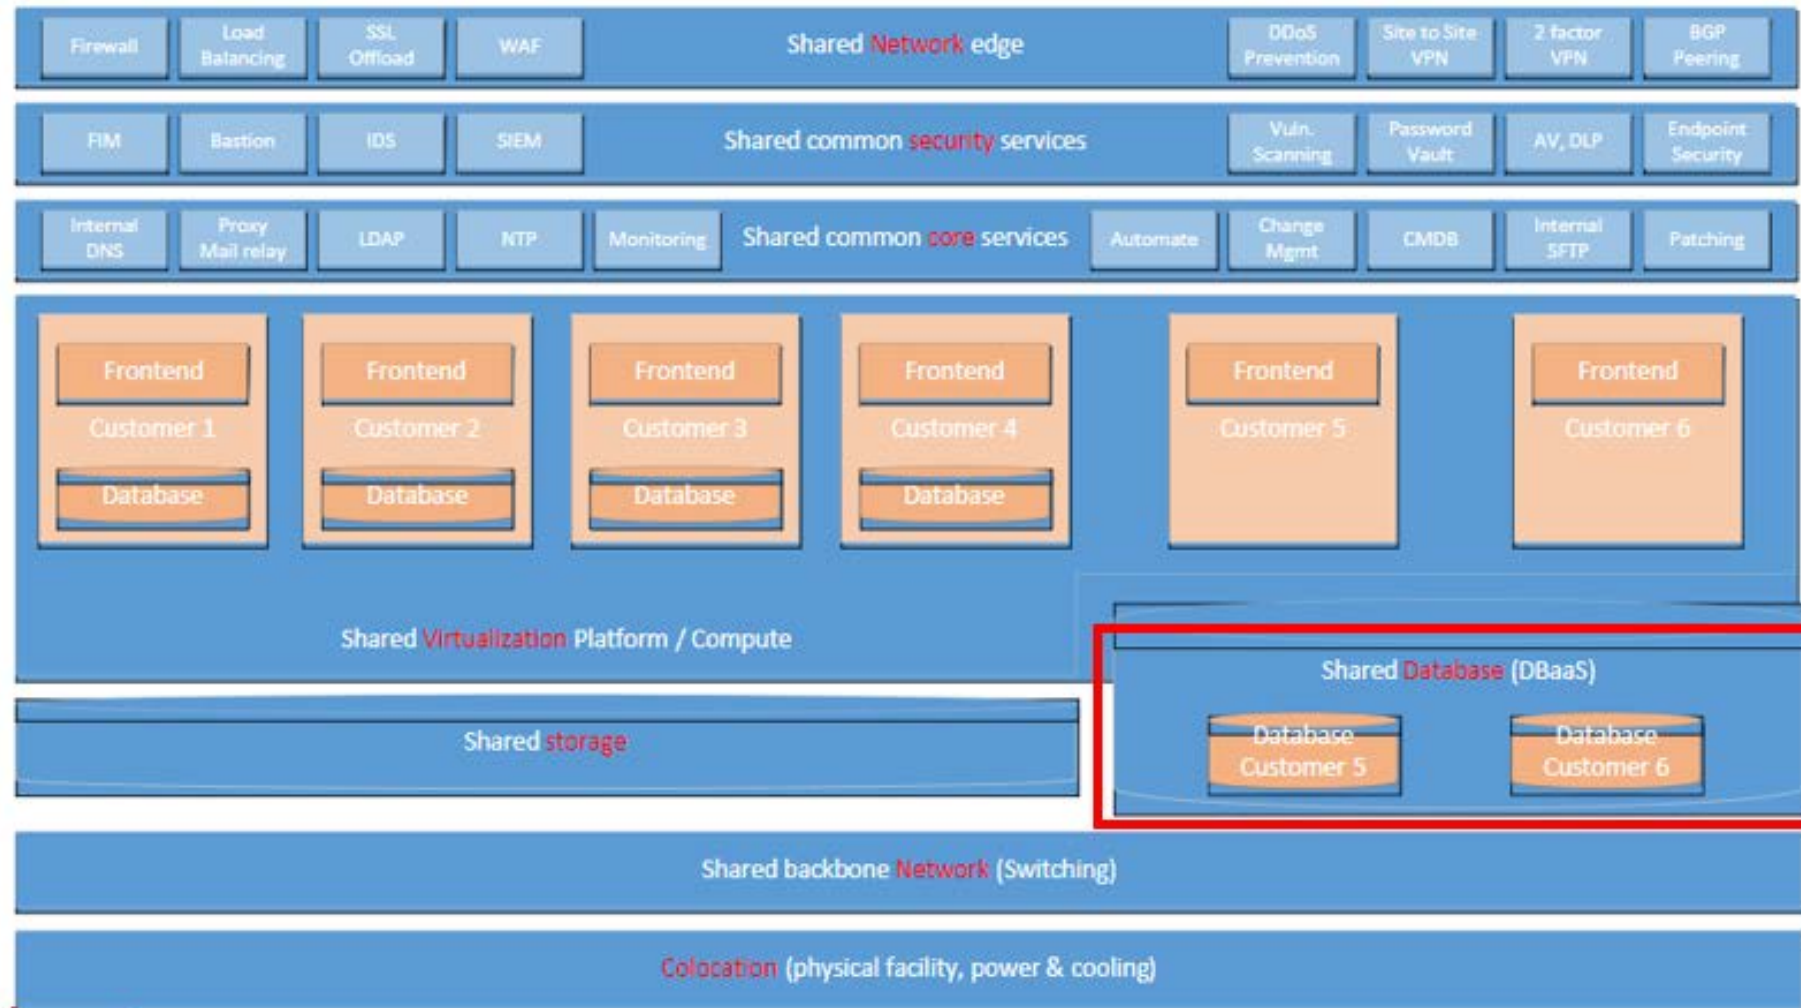 Firewall
Load
Balancing
SSL
Offload
WAF
Shared Network edge
DDoS
Prevention
Site to Site
VPN
2 factor
VPN
BGP
Peering
FIM
Bastion
IDS
SIEM
Shared common security services
Vuln.
Scanning
Password
Vault
AV, DLP
Endpoint
Security
Internal
DNS
Proxy
Mail relay
LDAP
NTP
Monitoring
Shared common core services
Automate
Change
Mgmt
CMDB
Internal
SFTP
Patching
Frontend
Customer 1
Database
Frontend
Customer 2
Database
Frontend
Customer 3
Database
Frontend
Customer 4
Database
Frontend
Customer 5
Frontend
Customer 6
Shared Virtualization Platform / Compute
Shared Database (DBaaS)
Database
Customer 5
Database
Customer 6
Shared storage
Shared backbone Network (Switching)
Colocation (physical facility, power & cooling)